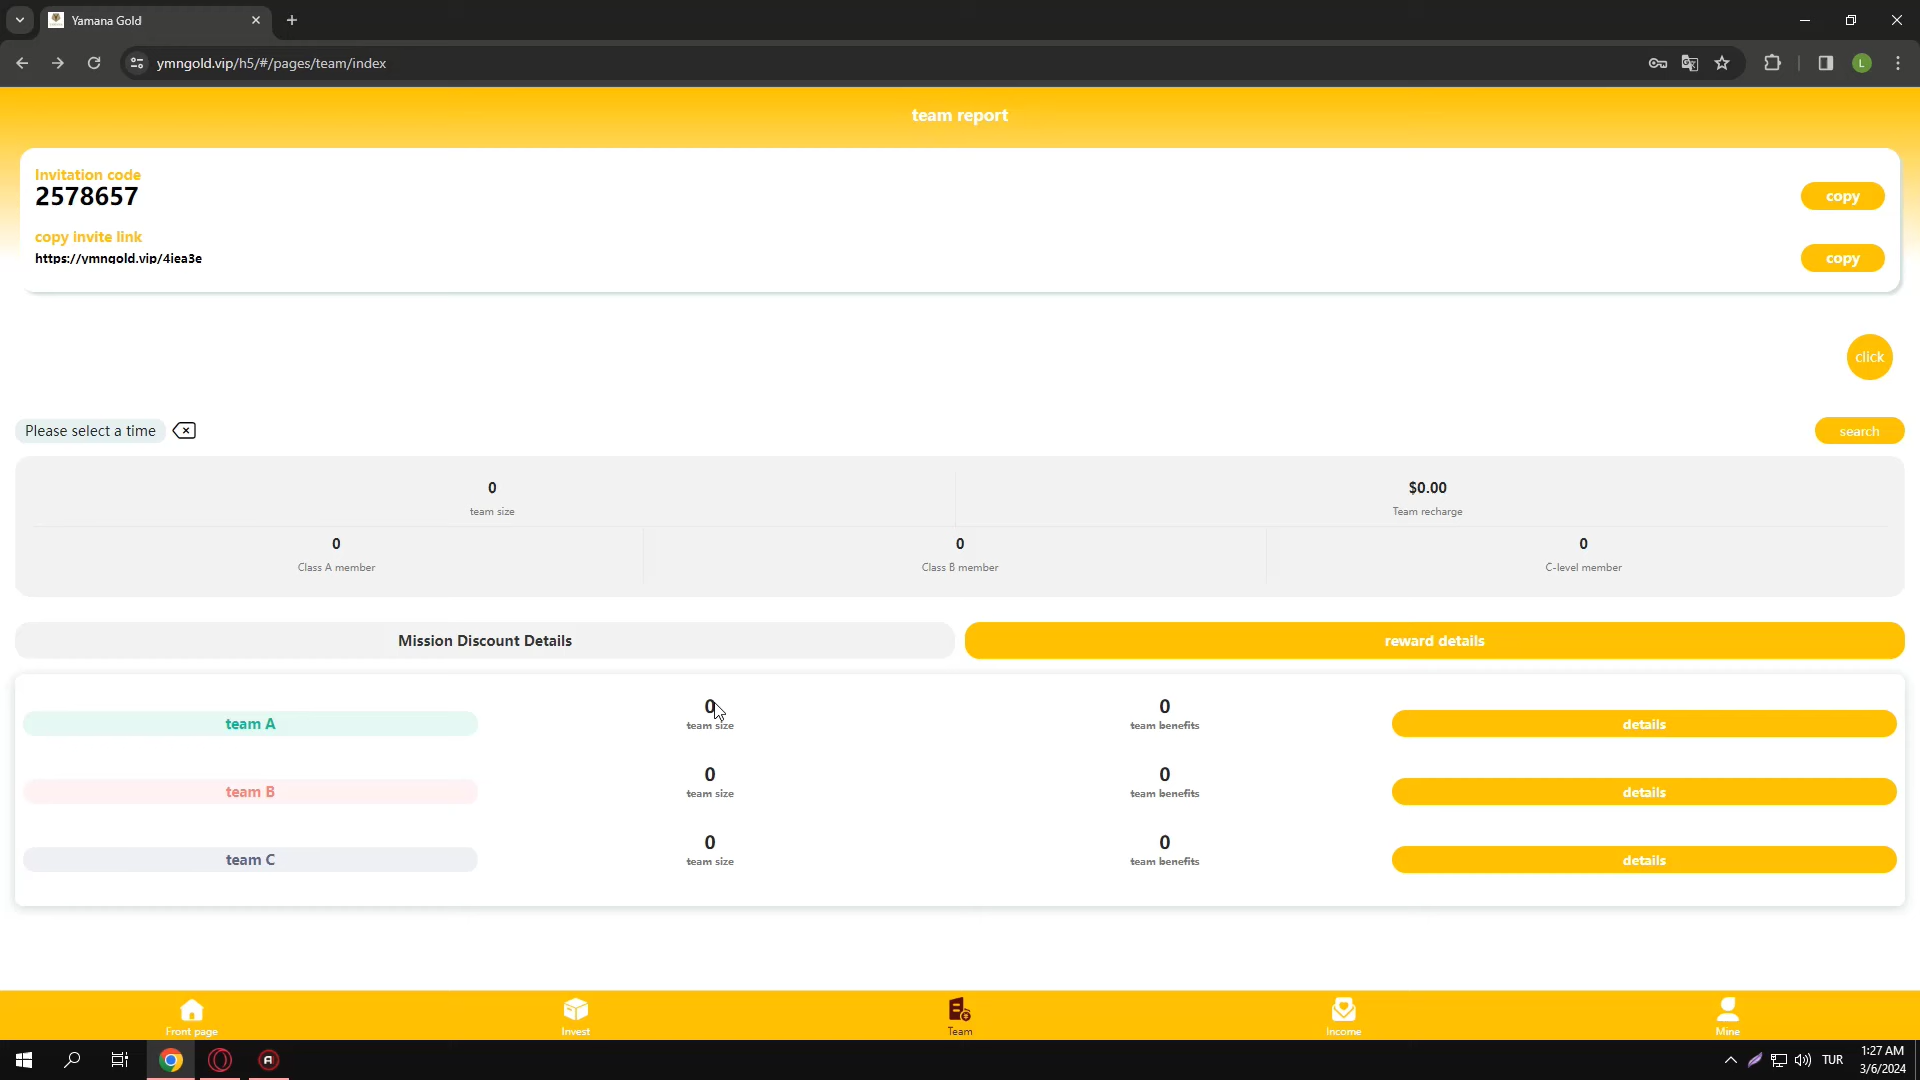 Yamana Gold
ymngold.vip/h5/#/pages/team/index
L
team report
Invitation code
2578657
copy
copy invite link
https://ymngold.vip/4iea3e
copy
click
Please select a time
search
0
$0.00
team size
Team recharge
0
0
0
Class A member
Class B member
C-level member
Mission Discount Details
reward details
team A
0
team size
0
team benefits
details
team B
0
team size
0
team benefits
details
team C
0
team size
0
team benefits
details
Front page
Invest
Team
Income
Mine
TUR
1:27 AM
3/6/2024